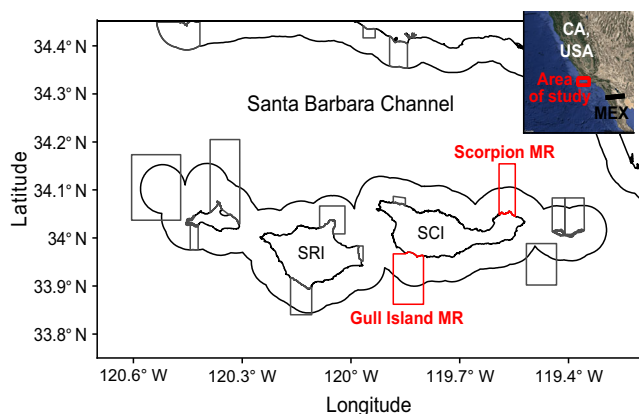 34.4° N
34.3° N
34.2° N
34.1° N
34° N
33.9° N
33.8° N
Latitude
CA,
USA
Area
of study
MEX
Santa Barbara Channel
Scorpion MR
SRI
SCI
Gull Island MR
120.6° W
120.3° W
120° W
119.7° W
119.4° W
Longitude